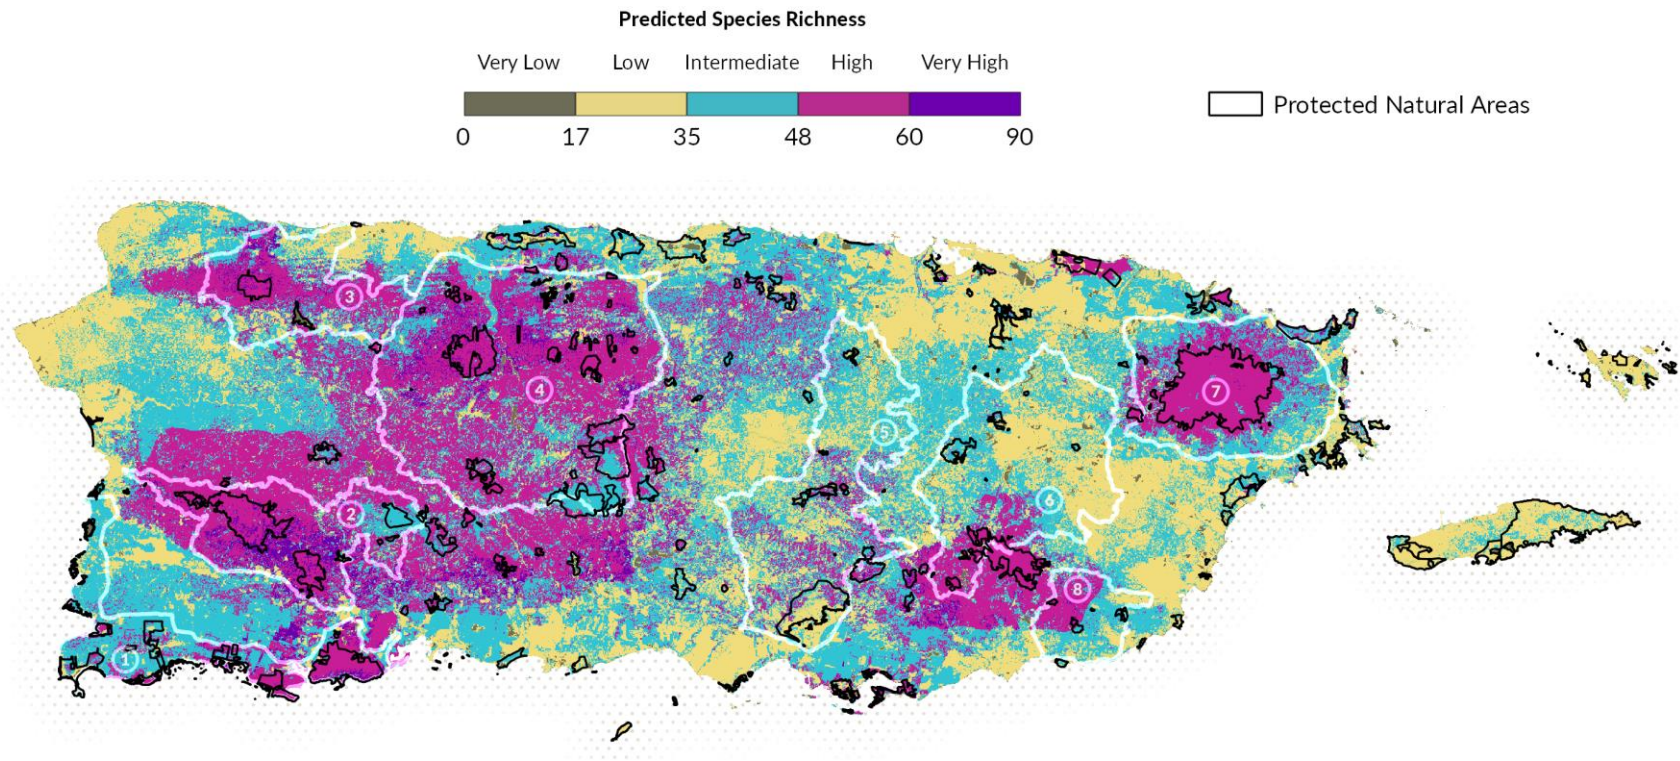 Predicted Species Richness
Very Low Low Intermediate High Very High
0 17 35 48 60 90
Protected Natural Areas
3
4
7
5
6
2
8
1